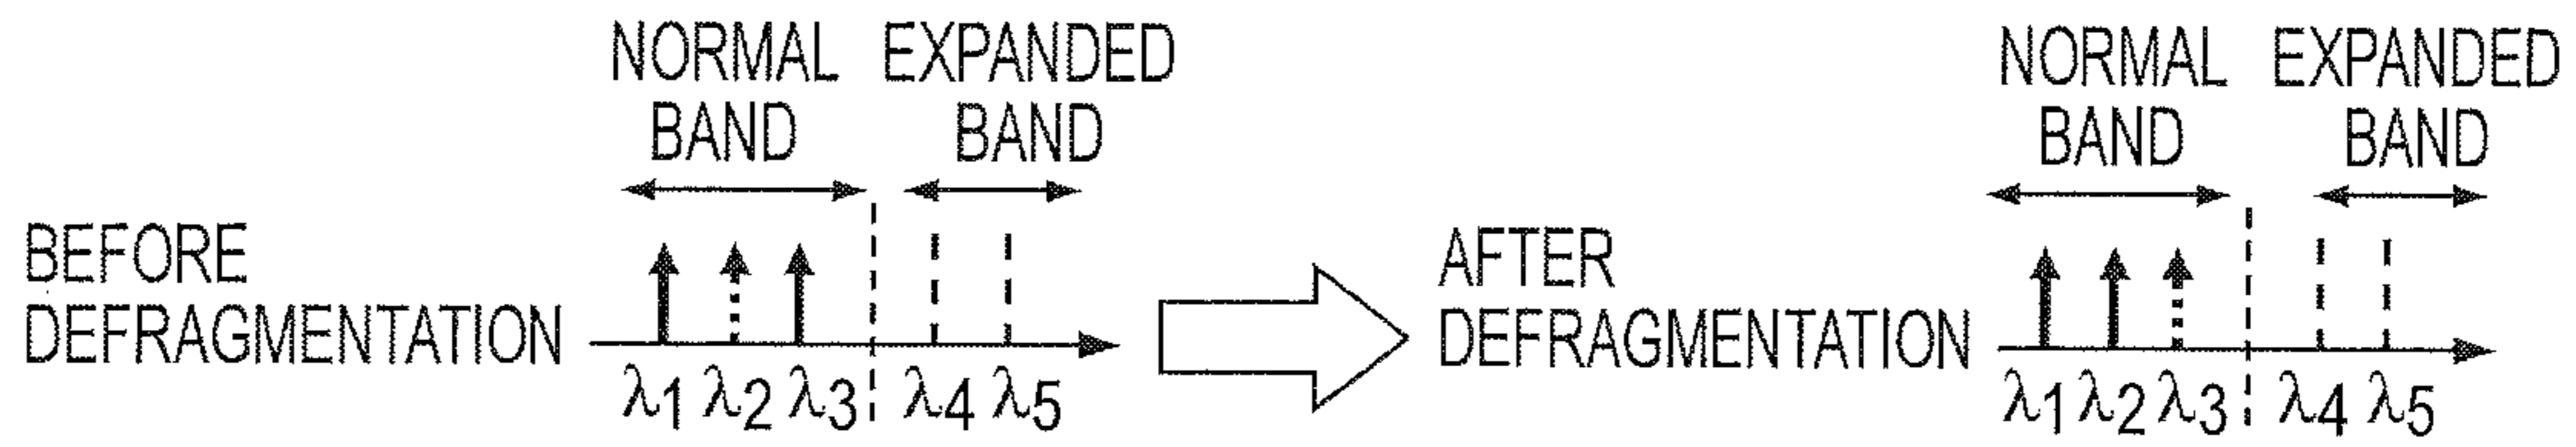 NORMAL BAND
EXPANDED BAND
BEFORE DEFRAGMENTATION
λ1 λ2 λ3 λ4 λ5
NORMAL BAND
EXPANDED BAND
AFTER DEFRAGMENTATION
λ1 λ2 λ3 λ4 λ5